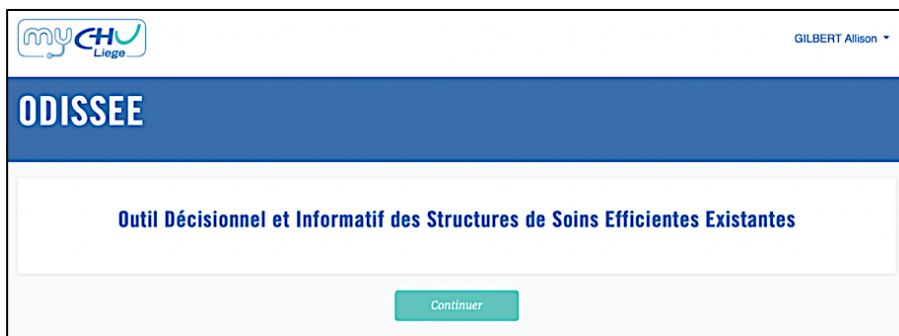 my CHU
Liege
GILBERT Allison
ODISSEE
Outil Décisionnel et Informatif des Structures de Soins Efficientes Existantes
Continuer